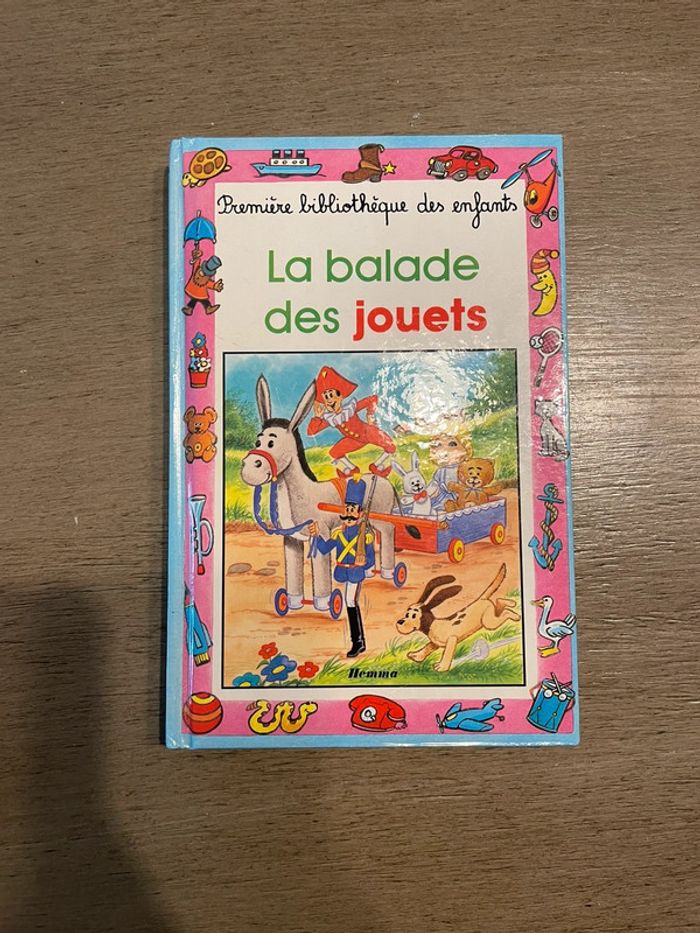 Première bibliothèque des enfants
La balade
des jouets
Hemma